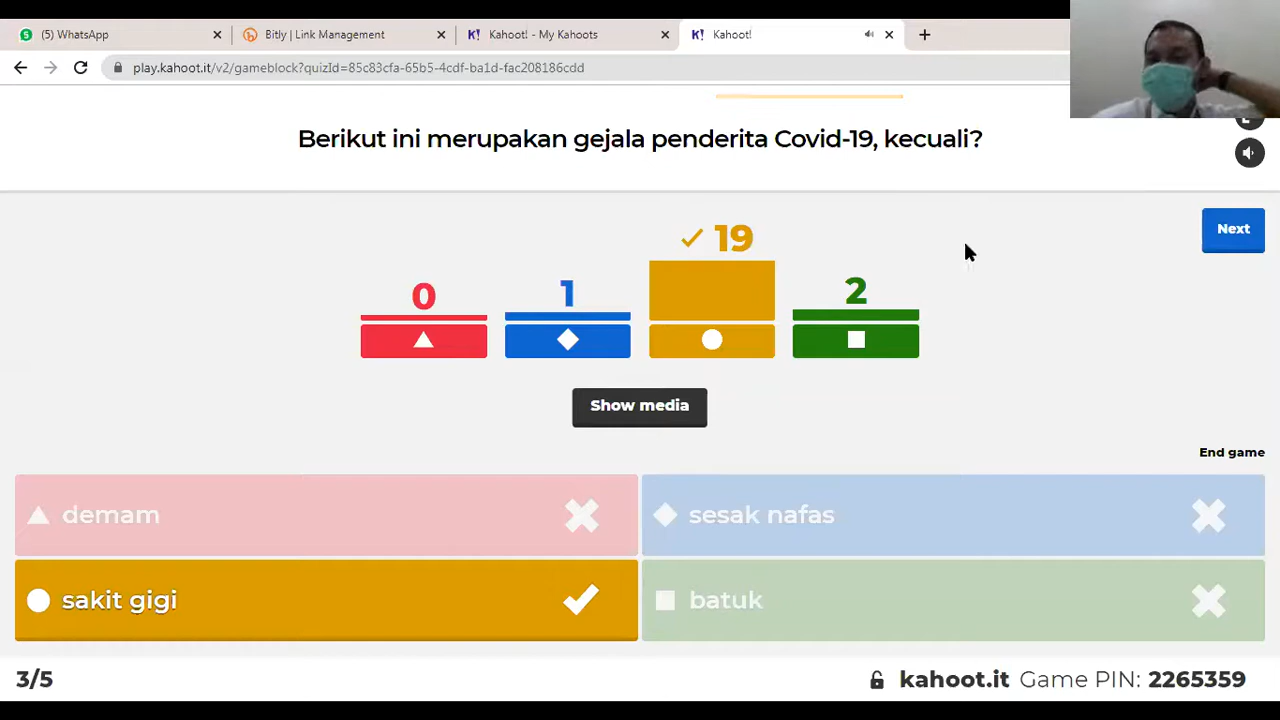 (5) WhatsApp
Bitly | Link Management
Kahoot! - My Kahoots
Kahoot!
play.kahoot.it/v2/gameblock?quizId=85c83cfa-65b5-4cdf-ba1d-fac208186cdd
Berikut ini merupakan gejala penderita Covid-19, kecuali?
Next
0
1
19
2
Show media
End game
demam
sesak nafas
sakit gigi
batuk
3/5
kahoot.it Game PIN: 2265359